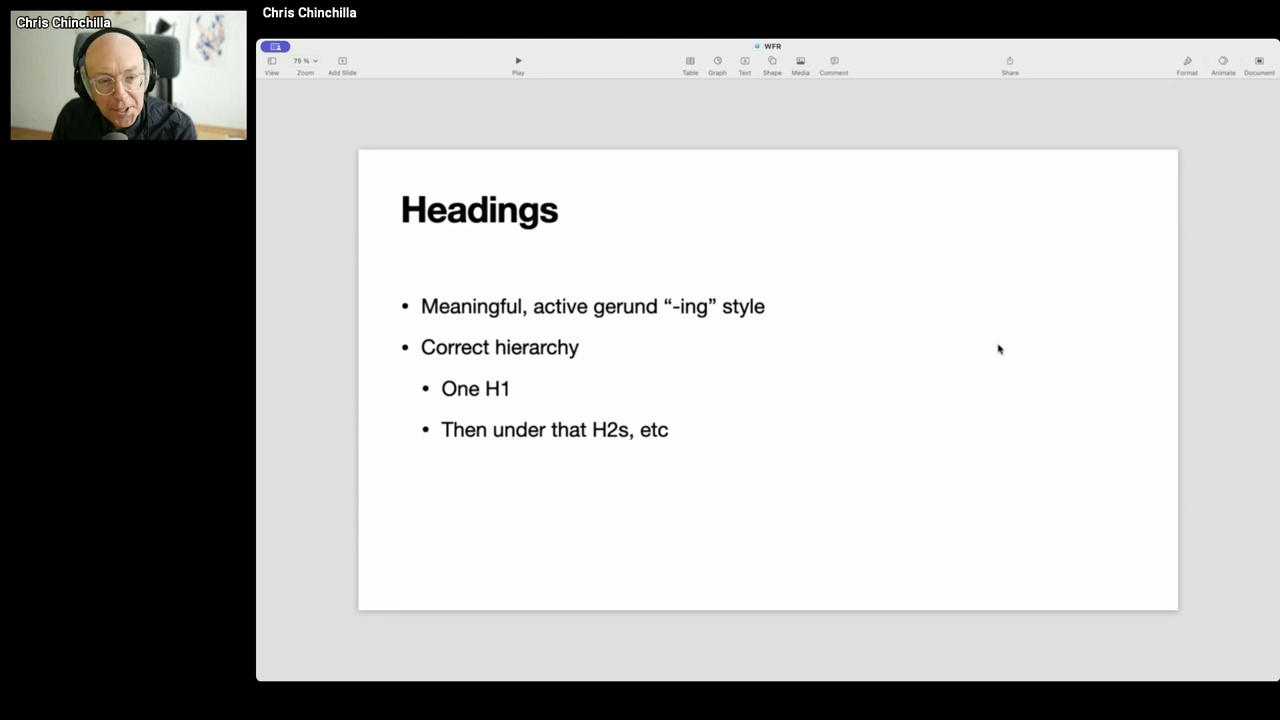 Chris Chinchilla
Chris Chinchilla
WFR
75 %
View
Zoom
Add Slide
Play
Table
Graph
Text
Shape
Media
Comment
Share
Format
Animate
Document
Headings
• Meaningful, active gerund “-ing” style
• Correct hierarchy
• One H1
• Then under that H2s, etc